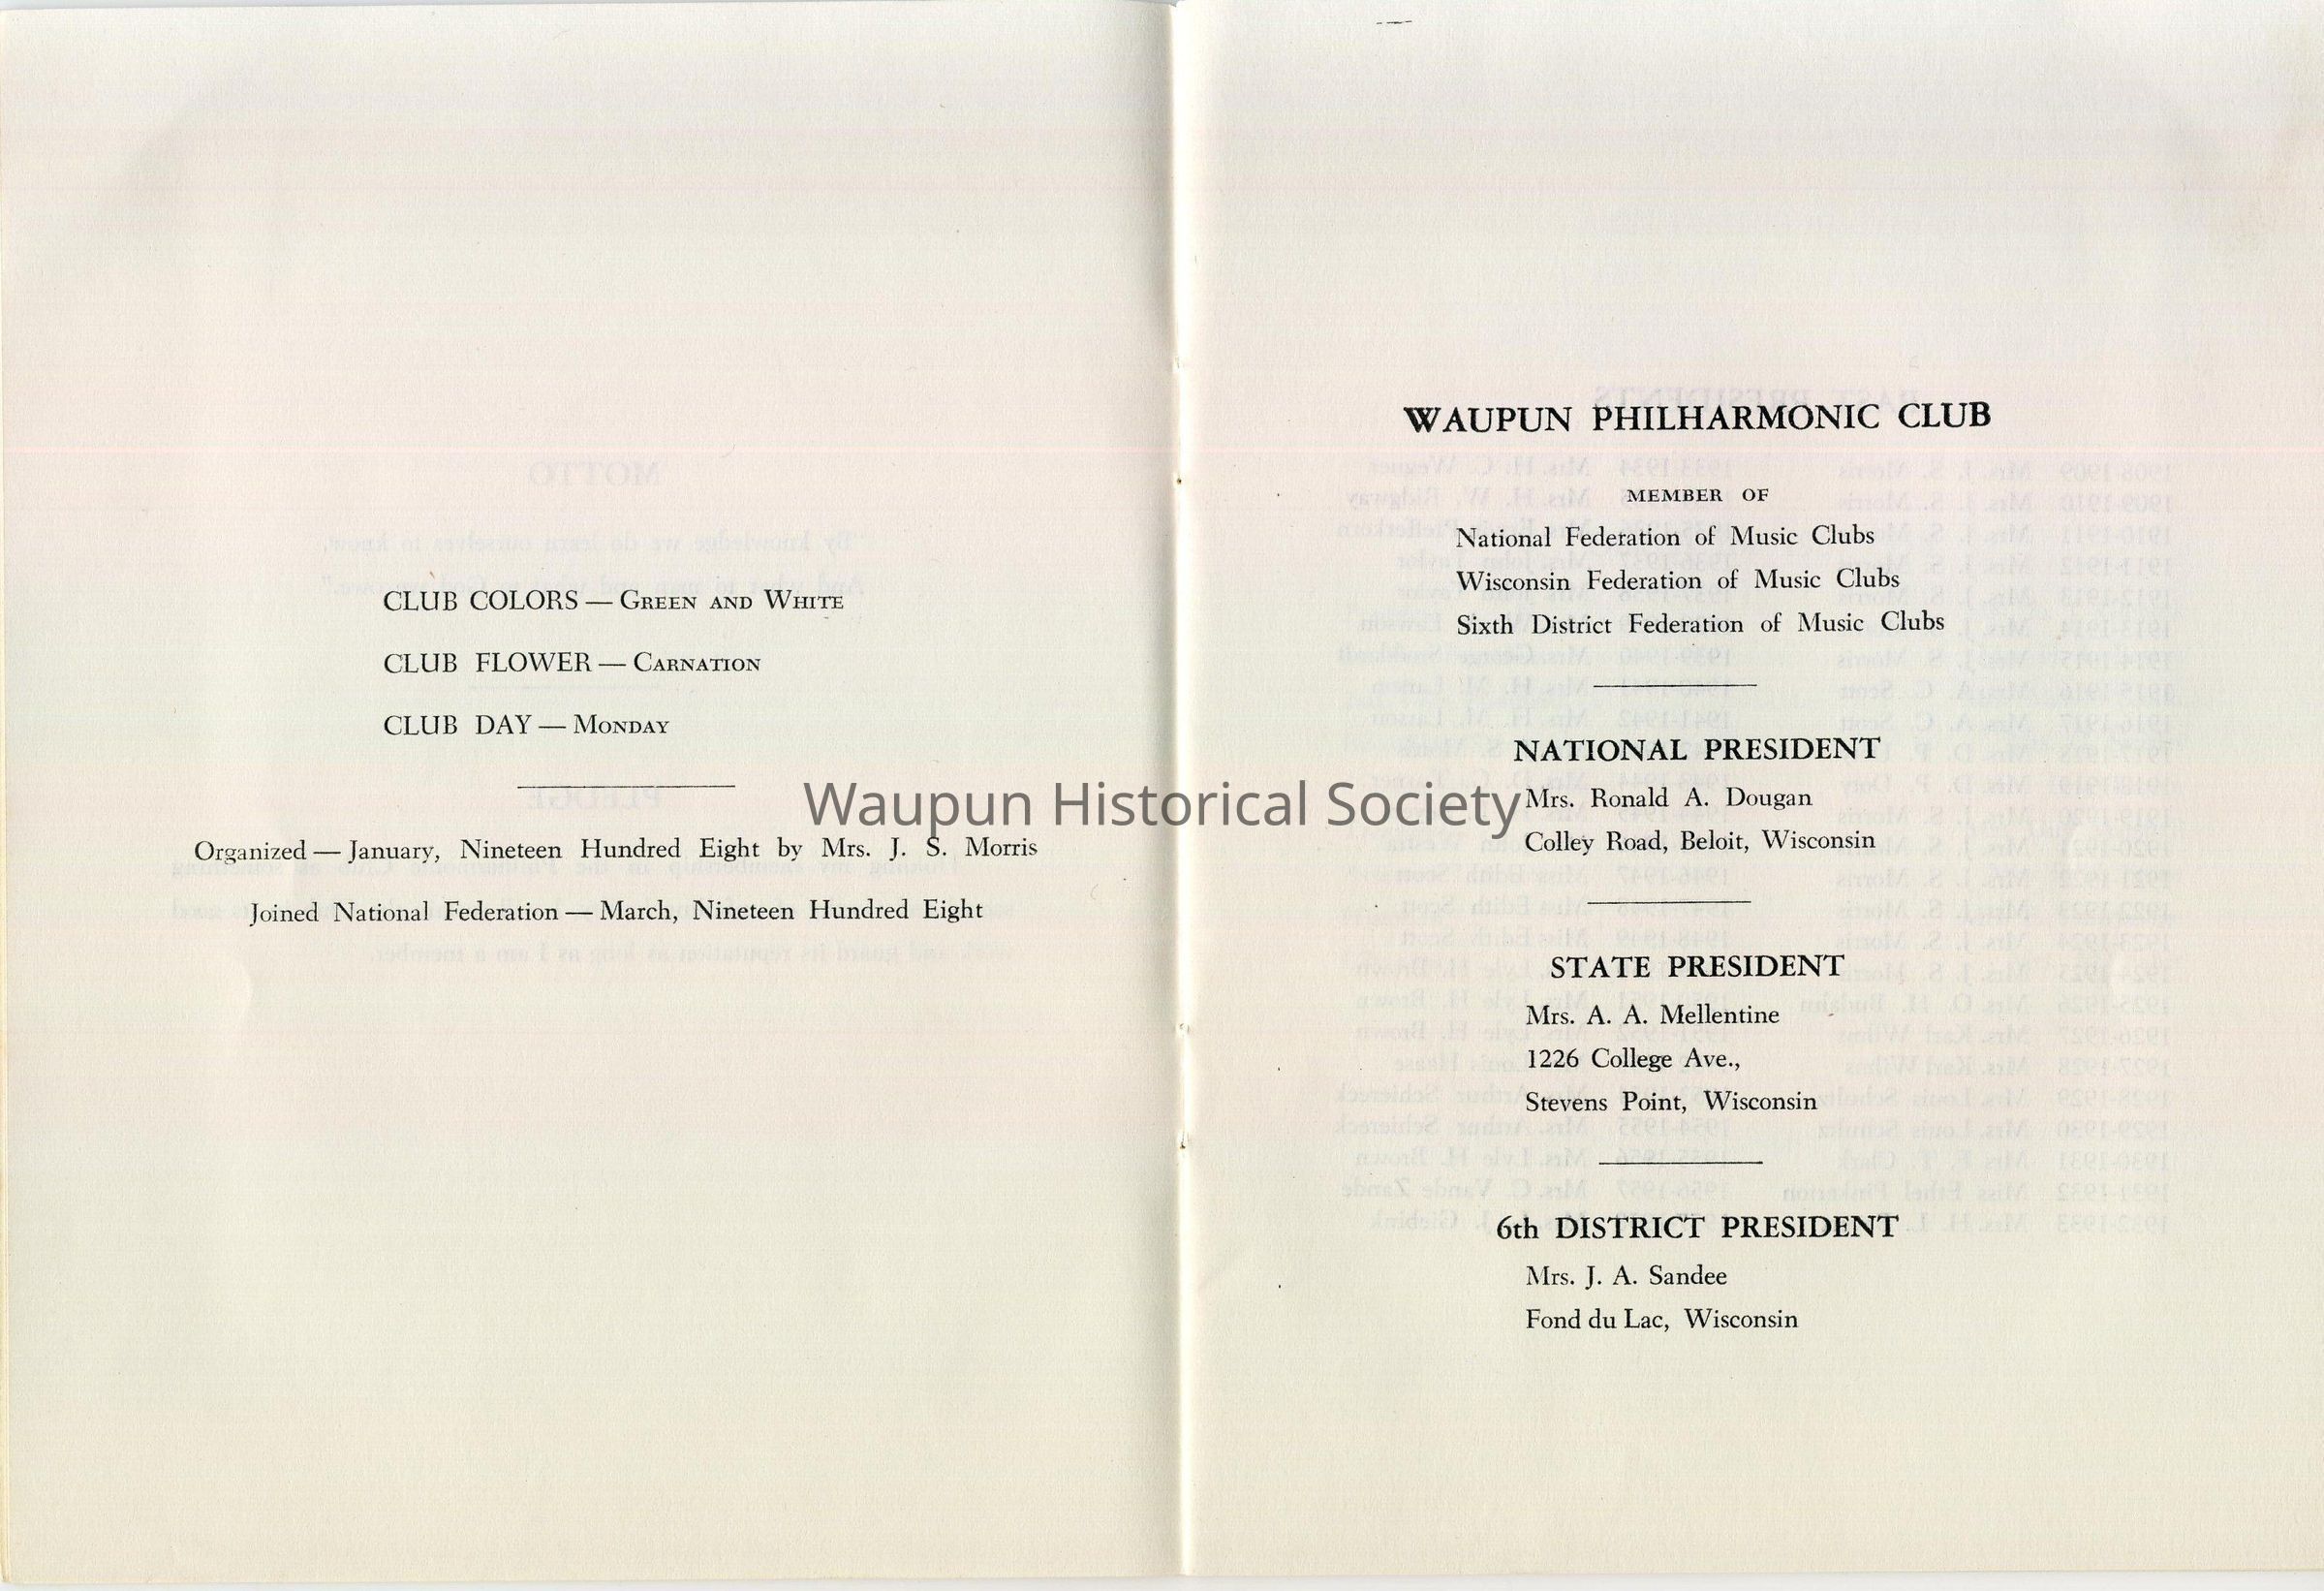 CLUB COLORS — GREEN AND WHITE
CLUB FLOWER — CARNATION
CLUB DAY — MONDAY
Organized — January, Nineteen Hundred Eight by Mrs. J. S. Morris
Joined National Federation — March, Nineteen Hundred Eight
WAUPUN PHILHARMONIC CLUB
MEMBER OF
National Federation of Music Clubs
Wisconsin Federation of Music Clubs
Sixth District Federation of Music Clubs
NATIONAL PRESIDENT
Mrs. Ronald A. Dougan
Colley Road, Beloit, Wisconsin
STATE PRESIDENT
Mrs. A. A. Mellentine
1226 College Ave.,
Stevens Point, Wisconsin
6th DISTRICT PRESIDENT
Mrs. J. A. Sandee
Fond du Lac, Wisconsin
Waupun Historical Society